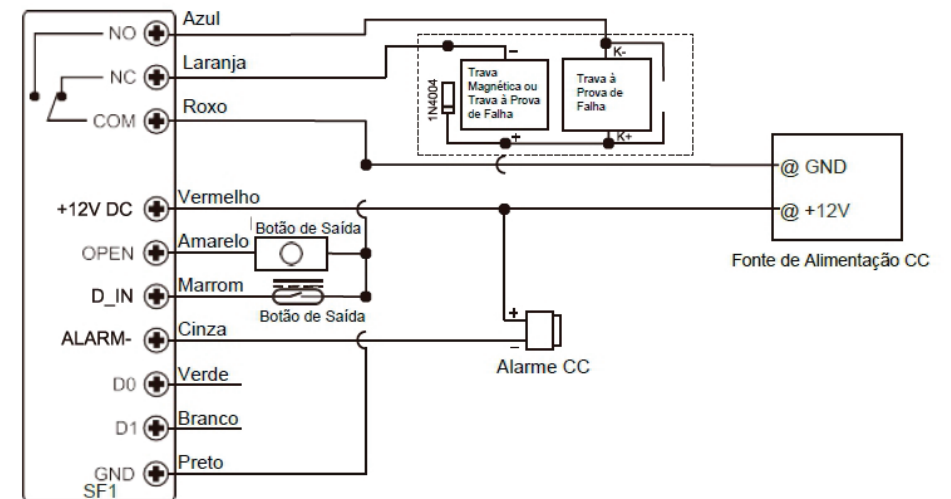 NO
Azul
NC
Laranja
COM
Roxo
+12V DC
Vermelho
OPEN
Amarelo
Botão de Saída
D_IN
Marrom
Botão de Saída
ALARM-
Cinza
D0
Verde
D1
Branco
GND
Preto
SF1
1N4004
-
Trava
Magnética ou
Trava à Prova
de Falha
+
K-
Trava à
Prova de
Falha
K+
@ GND
@ +12V
Fonte de Alimentação CC
+
-
Alarme CC